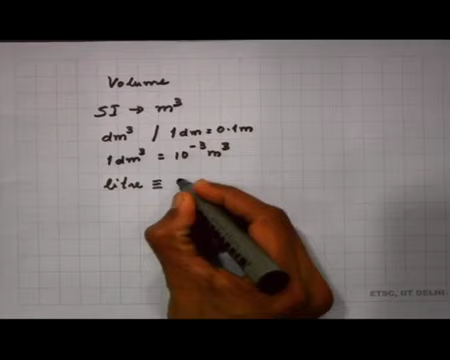 Volume
SI → m³
dm³ / 1dm = 0.1m
1dm³ = 10⁻³ m³
litre ≡
ETSC, IIT DELHI